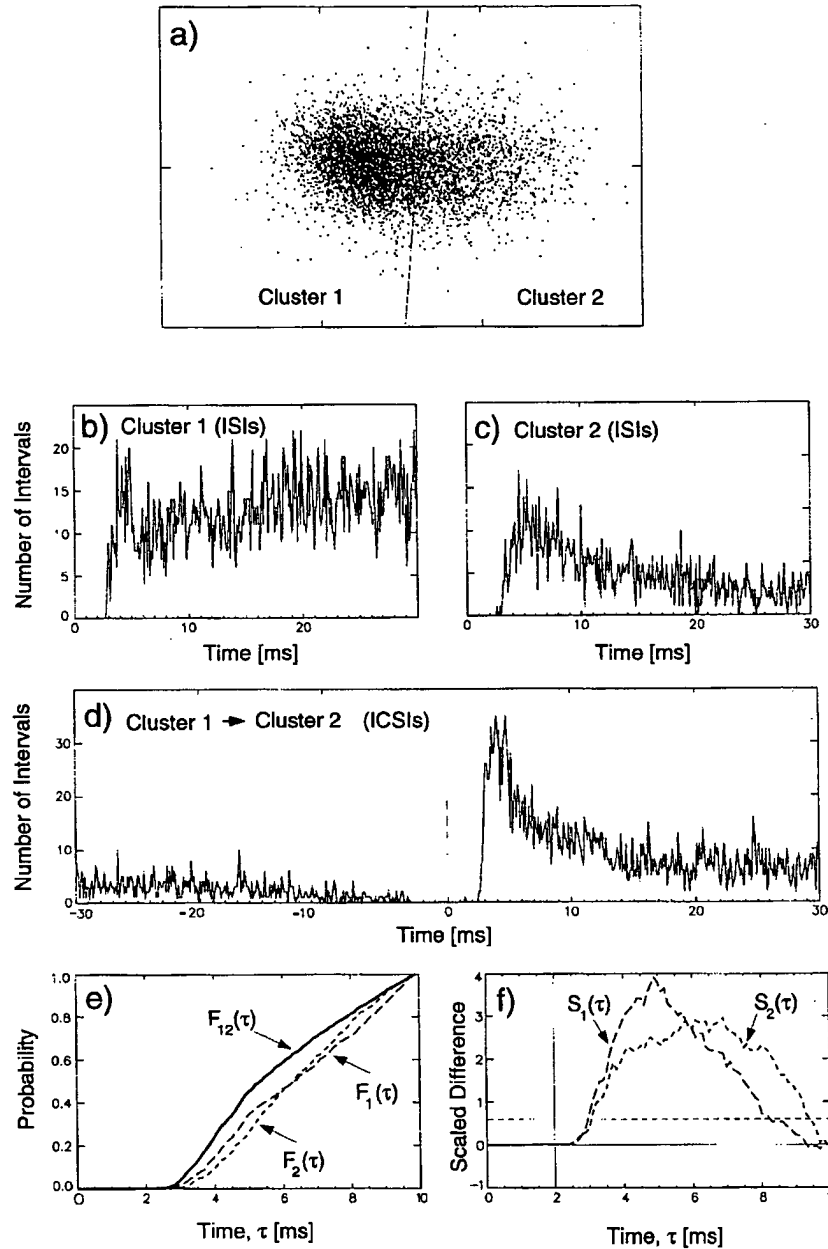 a)
Cluster 1
Cluster 2
b) Cluster 1 (ISIs)
Number of Intervals
20
15
10
5
0
0
10
20
Time [ms]
c) Cluster 2 (ISIs)
0
10
20
30
Time [ms]
d) Cluster 1 → Cluster 2 (ICSIs)
Number of Intervals
30
20
10
0
-30
-20
-10
0
10
20
30
Time [ms]
e)
Probability
1.0
0.8
0.6
0.4
0.2
0.0
F12(τ)
F1(τ)
F2(τ)
0
2
4
6
8
10
Time, τ [ms]
f)
Scaled Difference
4
3
2
1
0
-1
S1(τ)
S2(τ)
0
2
4
6
8
Time, τ [ms]